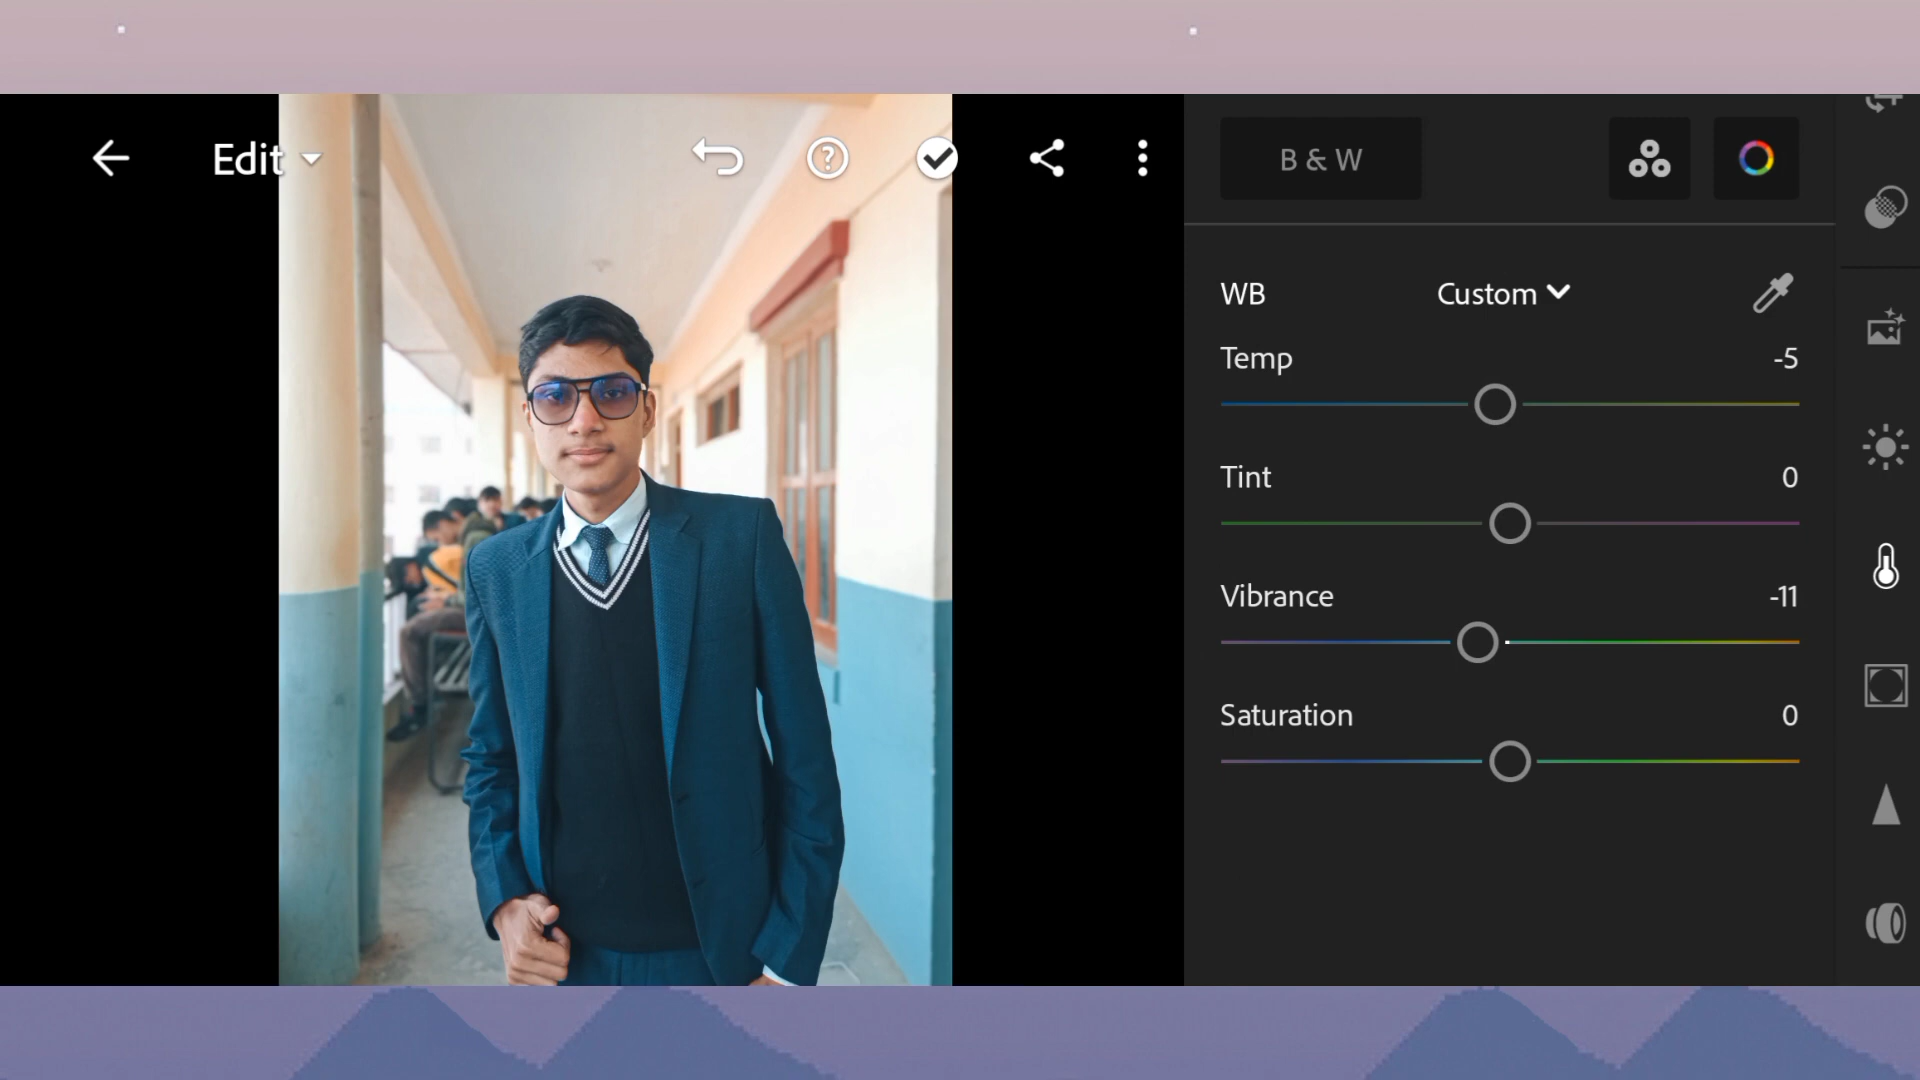 Edit
B & W
WB Custom
Temp -5
Tint 0
Vibrance -11
Saturation 0